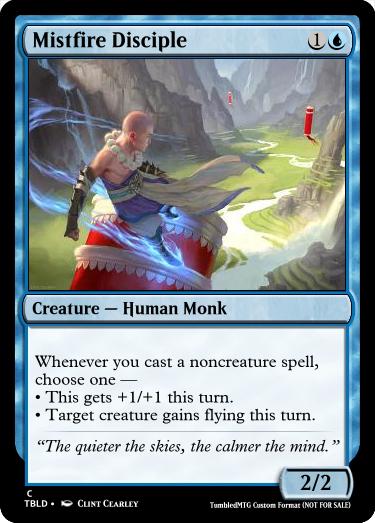 Mistfire Disciple 1
Creature — Human Monk
Whenever you cast a noncreature spell,
choose one —
• This gets +1/+1 this turn.
• Target creature gains flying this turn.
“The quieter the skies, the calmer the mind.”
2/2
C
TBLD • Clint Cearley
TumbledMTG Custom Format (NOT FOR SALE)